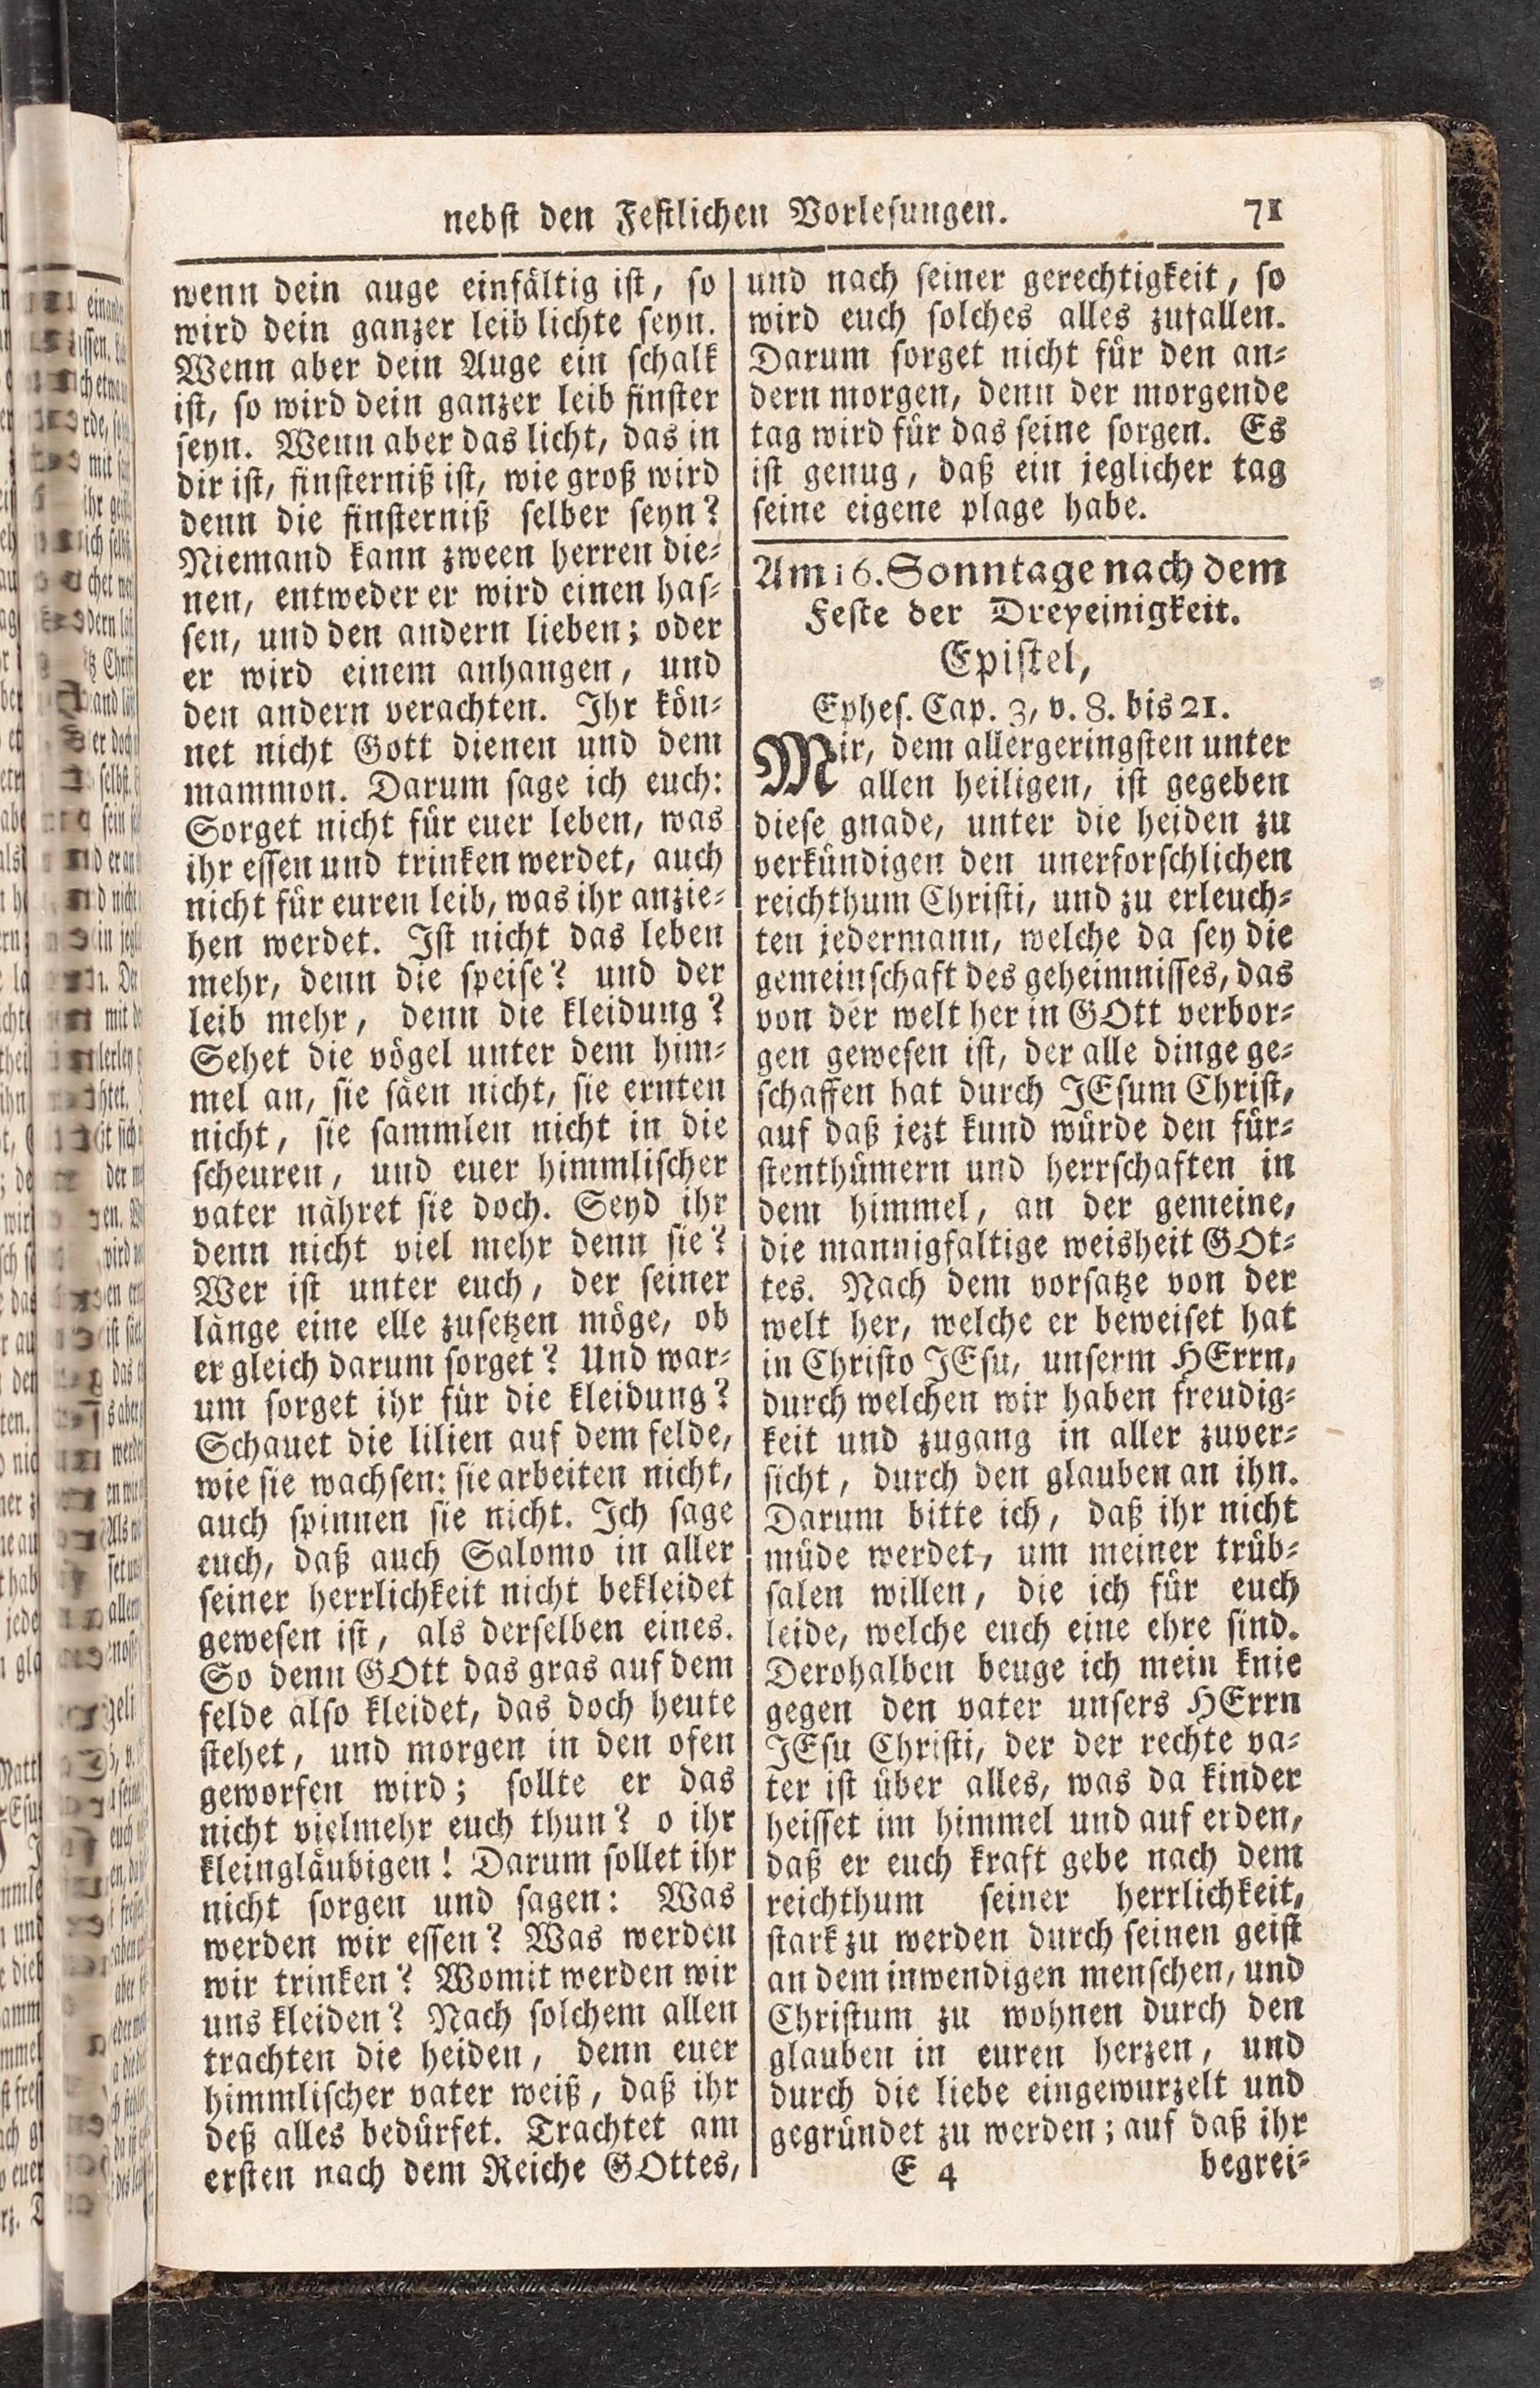 nebst den Festlichen Vorlesungen. 71
wenn dein auge einfältig ist, so
wird dein ganzer leib lichte seyn.
Wenn aber dein Auge ein schalk
ist, so wird dein ganzer leib finster
seyn. Wenn aber das licht, das in
dir ist, finsterniß ist, wie groß wird
denn die finsterniß selber seyn?
Niemand kann zween herren die-
nen, entweder er wird einen has-
sen, und den andern lieben; oder
er wird einem anhangen, und
den andern verachten. Ihr kön-
net nicht Gott dienen und dem
mammon. Darum sage ich euch:
Sorget nicht für euer leben, was
ihr essen und trinken werdet, auch
nicht für euren leib, was ihr anzie-
hen werdet. Ist nicht das leben
mehr, denn die speise? und der
leib mehr, denn die kleidung?
Sehet die vögel unter dem him-
mel an, sie säen nicht, sie ernten
nicht, sie sammlen nicht in die
scheuren, und euer himmlischer
vater nähret sie doch. Seyd ihr
denn nicht viel mehr denn sie?
Wer ist unter euch, der seiner
länge eine elle zusetzen möge, ob
er gleich darum sorget? Und war-
um sorget ihr für die kleidung?
Schauet die lilien auf dem felde,
wie sie wachsen: sie arbeiten nicht,
auch spinnen sie nicht. Ich sage
euch, daß auch Salomo in aller
seiner herrlichkeit nicht bekleidet
gewesen ist, als derselben eines.
So denn GOtt das gras auf dem
felde also kleidet, das doch heute
stehet, und morgen in den ofen
geworfen wird; sollte er das
nicht vielmehr euch thun? o ihr
kleingläubigen! Darum sollet ihr
nicht sorgen und sagen: Was
werden wir essen? Was werden
wir trinken? Womit werden wir
uns kleiden? Nach solchem allen
trachten die heiden, denn euer
himmlischer vater weiß, daß ihr
deß alles bedürfet. Trachtet am
ersten nach dem Reiche GOttes,
und nach seiner gerechtigkeit, so
wird euch solches alles zufallen.
Darum sorget nicht für den an-
dern morgen, denn der morgende
tag wird für das seine sorgen. Es
ist genug, daß ein jeglicher tag
seine eigene plage habe.
Am 16. Sonntage nach dem
Feste der Dreyeinigkeit.
Epistel,
Ephes. Cap. 3, v. 8. bis 21.
Mir, dem allergeringsten unter
allen heiligen, ist gegeben
diese gnade, unter die heiden zu
verkündigen den unerforschlichen
reichthum Christi, und zu erleuch-
ten jedermann, welche da sey die
gemeinschaft des geheimnisses, das
von der welt her in GOtt verbor-
gen gewesen ist, der alle dinge ge-
schaffen hat durch JEsum Christ,
auf daß jezt kund würde den für-
stenthümern und herrschaften in
dem himmel, an der gemeine,
die mannigfaltige weisheit GOt-
tes. Nach dem vorsatze von der
welt her, welche er beweiset hat
in Christo JEsu, unserm HErrn,
durch welchen wir haben freudig-
keit und zugang in aller zuver-
sicht, durch den glauben an ihn.
Darum bitte ich, daß ihr nicht
müde werdet, um meiner trüb-
salen willen, die ich für euch
leide, welche euch eine ehre sind.
Derohalben beuge ich mein knie
gegen den vater unsers HErrn
JEsu Christi, der der rechte va-
ter ist über alles, was da kinder
heisset im himmel und auf erden,
daß er euch kraft gebe nach dem
reichthum seiner herrlichkeit,
stark zu werden durch seinen geist
an dem inwendigen menschen, und
Christum zu wohnen durch den
glauben in euren herzen, und
durch die liebe eingewurzelt und
gegründet zu werden; auf daß ihr
E 4 begrei-